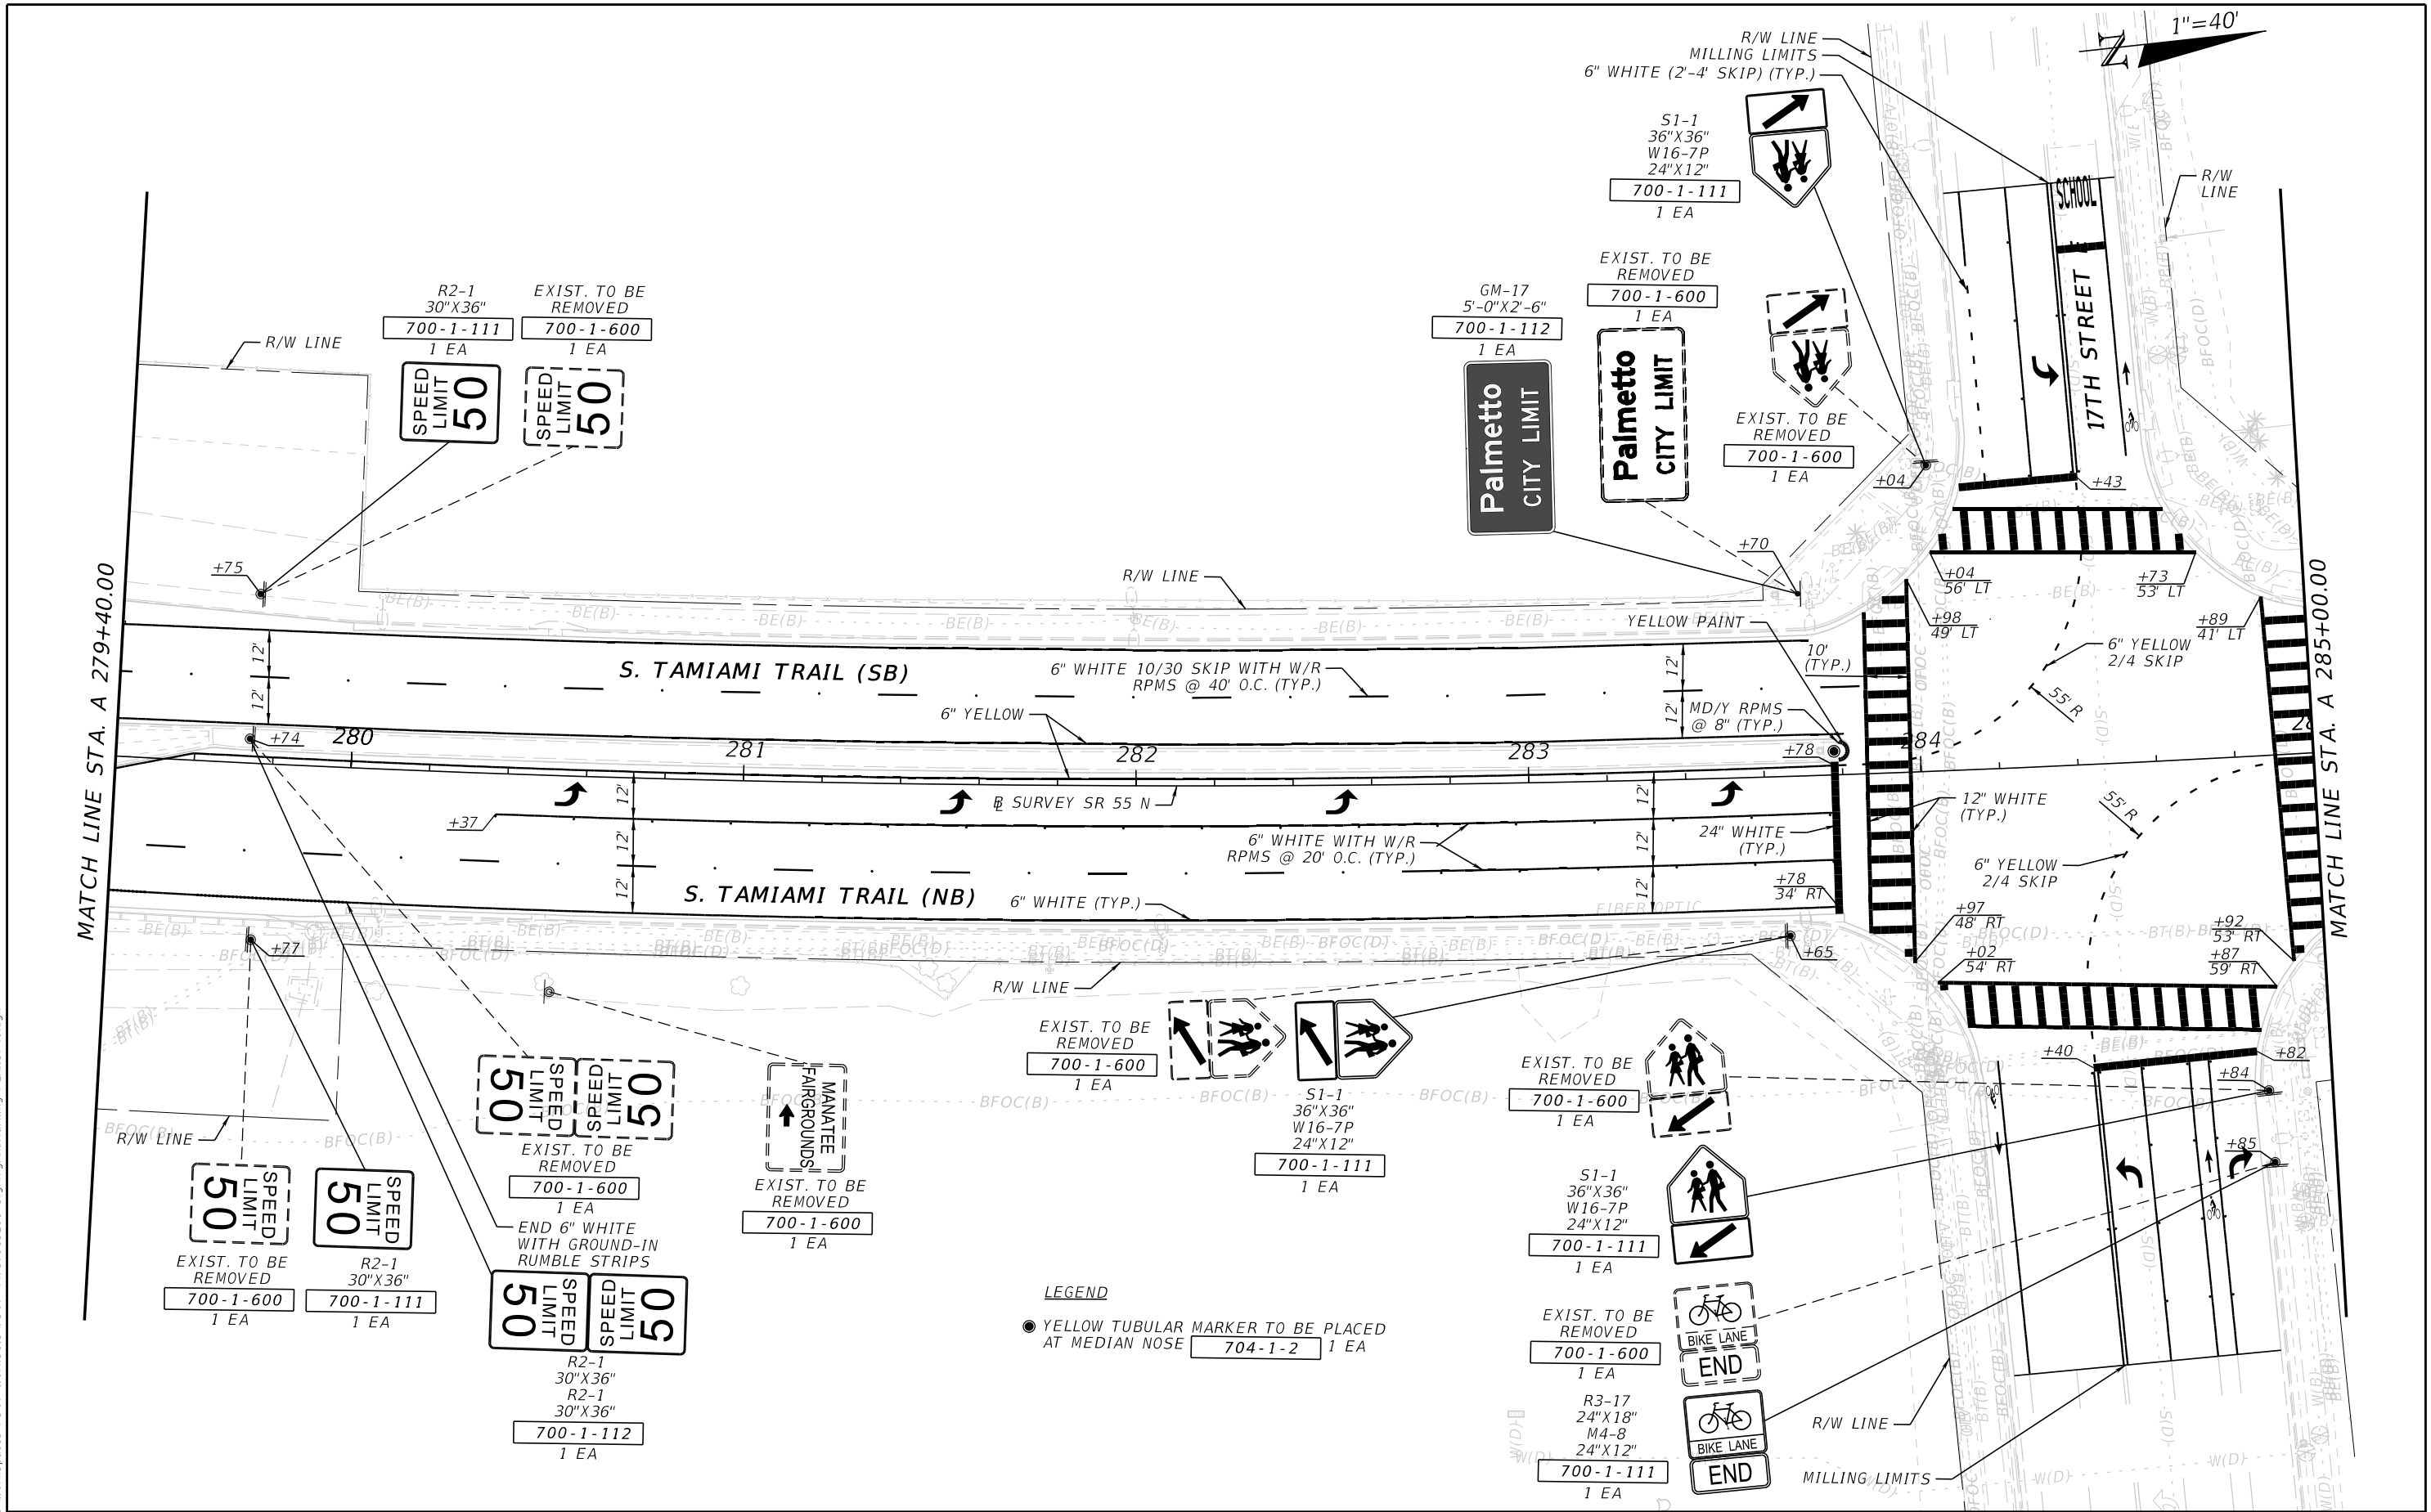 1"=40'
N
R/W LINE
MILLING LIMITS
6" WHITE (2'-4' SKIP) (TYP.)
S1-1
36"X36"
W16-7P
24"X12"
700-1-111
1 EA
R/W
LINE
SCHOOL
17TH STREET E
EXIST. TO BE
REMOVED
700-1-600
1 EA
GM-17
5'-0"X2'-6"
700-1-112
1 EA
Palmetto
CITY LIMIT
Palmetto
CITY LIMIT
EXIST. TO BE
REMOVED
700-1-600
1 EA
R2-1
30"X36"
700-1-111
1 EA
EXIST. TO BE
REMOVED
700-1-600
1 EA
R/W LINE
SPEED
LIMIT
50
SPEED
LIMIT
50
+04
+43
+75
+70
R/W LINE
+04
56' LT
+73
53' LT
+98
49' LT
+89
41' LT
YELLOW PAINT
10'
(TYP.)
6" YELLOW
2/4 SKIP
55' R
MATCH LINE STA. A 279+40.00
MATCH LINE STA. A 285+00.00
12'
12'
S. TAMIAMI TRAIL (SB)
6" WHITE 10/30 SKIP WITH W/R
RPMS @ 40' O.C. (TYP.)
12'
12'
6" YELLOW
MD/Y RPMS
@ 8" (TYP.)
+74
280
281
282
283
+78
284
B SURVEY SR 55 N
+37
12'
12'
12'
6" WHITE WITH W/R
RPMS @ 20' O.C. (TYP.)
12'
12'
12'
24" WHITE
(TYP.)
12" WHITE
(TYP.)
55' R
6" YELLOW
2/4 SKIP
S. TAMIAMI TRAIL (NB)
6" WHITE (TYP.)
+78
34' RT
FIBER OPTIC
+97
48' RT
+92
53' RT
+02
54' RT
+87
59' RT
+77
+65
R/W LINE
BE(B)
BT(B)
BFOC(D)
BFOC(B)
EXIST. TO BE
REMOVED
700-1-600
1 EA
S1-1
36"X36"
W16-7P
24"X12"
700-1-111
1 EA
+40
+82
+84
+85
EXIST. TO BE
REMOVED
700-1-600
1 EA
S1-1
36"X36"
W16-7P
24"X12"
700-1-111
1 EA
R/W LINE
SPEED
LIMIT
50
SPEED
LIMIT
50
EXIST. TO BE
REMOVED
700-1-600
1 EA
MANATEE
FAIRGROUNDS
EXIST. TO BE
REMOVED
700-1-600
1 EA
END 6" WHITE
WITH GROUND-IN
RUMBLE STRIPS
SPEED
LIMIT
50
EXIST. TO BE
REMOVED
700-1-600
1 EA
SPEED
LIMIT
50
R2-1
30"X36"
700-1-111
1 EA
SPEED
LIMIT
50
SPEED
LIMIT
50
R2-1
30"X36"
R2-1
30"X36"
700-1-112
1 EA
LEGEND
YELLOW TUBULAR MARKER TO BE PLACED
AT MEDIAN NOSE 704-1-2 1 EA
BIKE LANE
END
EXIST. TO BE
REMOVED
700-1-600
1 EA
R3-17
24"X18"
M4-8
24"X12"
700-1-111
1 EA
BIKE LANE
END
R/W LINE
MILLING LIMITS
W(D)
S(D)